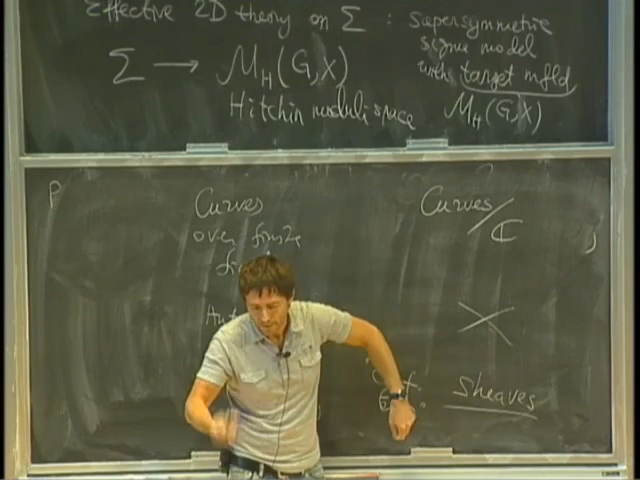 Effective 2D theory on Σ : supersymmetric
sigma model
with target mfld
Σ → M_H(G,X)
Hitchin moduli space M_H(G,X)
P Curves Curves/ℂ
over finite
sheaves